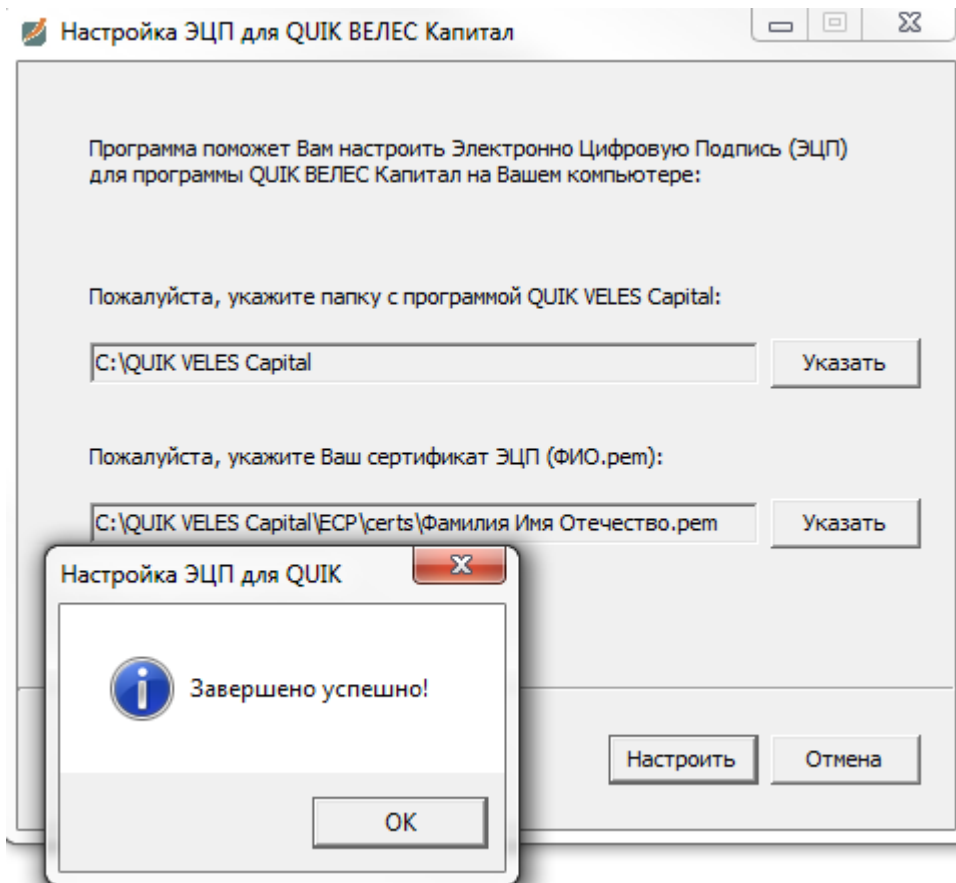 Настройка ЭЦП для QUIK ВЕЛЕС Капитал
Программа поможет Вам настроить Электронно Цифровую Подпись (ЭЦП)
для программы QUIK ВЕЛЕС Капитал на Вашем компьютере:
Пожалуйста, укажите папку с программой QUIK VELES Capital:
C:\QUIK VELES Capital
Указать
Пожалуйста, укажите Ваш сертификат ЭЦП (ФИО.pem):
C:\QUIK VELES Capital\ECP\certs\Фамилия Имя Отчество.pem
Указать
Настройка ЭЦП для QUIK
Завершено успешно!
OK
Настроить
Отмена